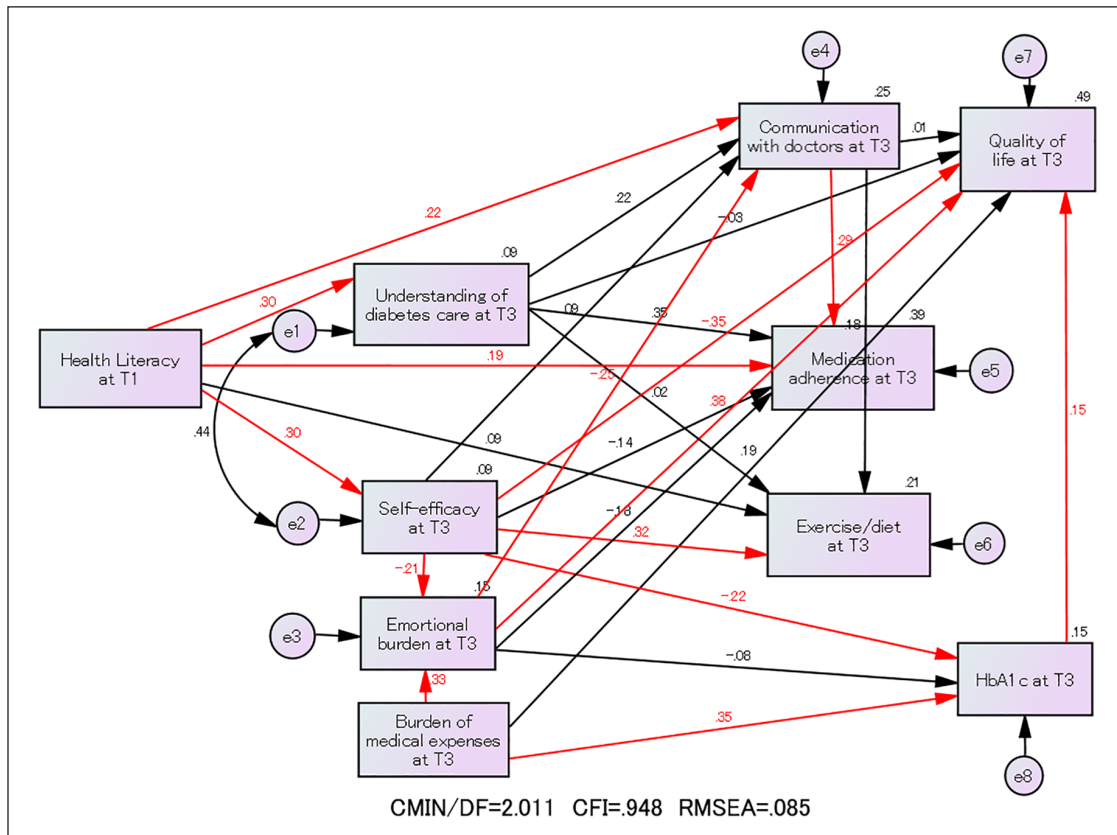 e4
e7
.25
.49
Communication
with doctors at T3
.01
Quality of
life at T3
.22
.22
-.03
.09
.29
.30
Understanding of
diabetes care at T3
.09
.35
-.35
.18
.39
e1
Health Literacy
at T1
.19
Medication
adherence at T3
e5
-.25
.02
.38
.15
.44
.30
.09
-.14
.19
.09
.21
Self-efficacy
at T3
e2
-.18
Exercise/diet
at T3
e6
.32
-.21
-.22
.15
e3
Emortional
burden at T3
-.08
.15
HbA1c at T3
.33
Burden of
medical expenses
at T3
.35
e8
CMIN/DF=2.011 CFI=.948 RMSEA=.085